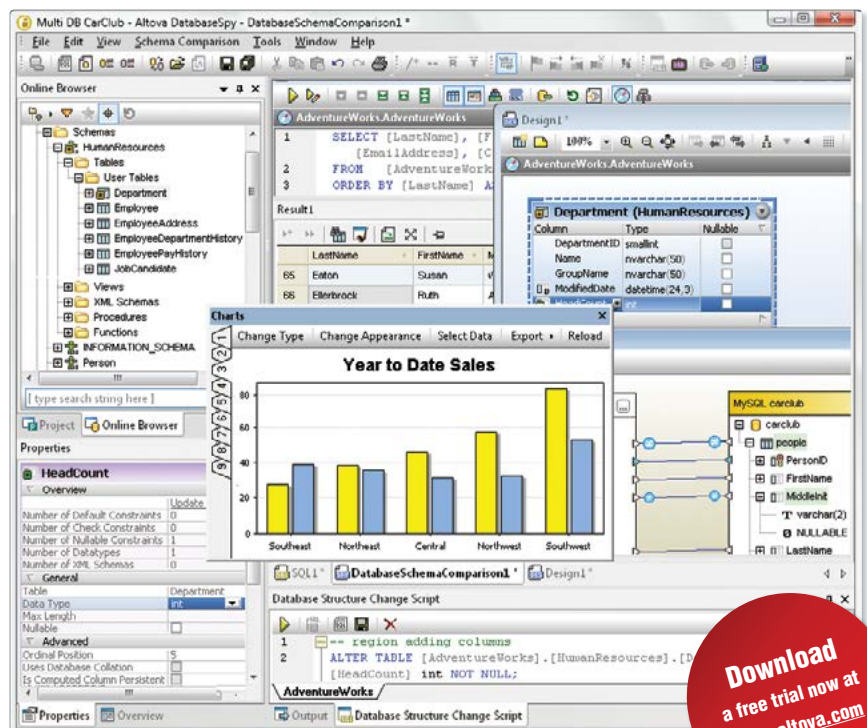 Multi DB CarClub - Altova DatabaseSpy - DatabaseSchemaComparison1 *
File Edit View Schema Comparison Tools Window Help
Online Browser
Schemas
HumanResources
Tables
User Tables
Department
Employee
EmployeeAddress
EmployeeDepartmentHistory
EmployeePayHistory
JobCandidate
Views
XML Schemas
Procedures
Functions
INFORMATION_SCHEMA
Person
[ type search string here ]
Project Online Browser
Properties
HeadCount
Overview
Update
Number of Default Constraints 0
Number of Check Constraints 0
Number of Nullable Constraints 1
Number of Datatypes 1
Number of XML Schemas 0
General
Table Department
Data Type int
Max Length
Nullable
Advanced
Ordinal Position 5
Uses Database Collation
Is Computed Column Persistent
Properties Overview
AdventureWorks.AdventureWorks
1 SELECT [LastName], [F
[EmailAddress], [C
2 FROM [AdventureWork
3 ORDER BY [LastName] A
Result1
LastName FirstName M
65 Eaton Susan
66 Ellerbrock Ruth A
Design1 *
100%
AdventureWorks.AdventureWorks
Department (HumanResources)
Column Type Nullable
DepartmentID smallint
Name nvarchar(50)
GroupName nvarchar(50)
ModifiedDate datetime(24,3)
HeadCount int
Charts
Change Type Change Appearance Select Data Export Reload
1
2
3
4
5
6
7
8
9
Year to Date Sales
80
60
40
20
0
Southeast Northeast Central Northwest Southwest
MySQL carclub
carclub
people
PersonID
FirstName
MiddleInit
varchar(2)
NULLABLE
LastName
SQL1 * DatabaseSchemaComparison1 * Design1 *
Database Structure Change Script
1 -- region adding columns
2 ALTER TABLE [AdventureWorks].[HumanResources].[D
[HeadCount] int NOT NULL;
AdventureWorks
Output Database Structure Change Script
Download
a free trial now at
altova.com